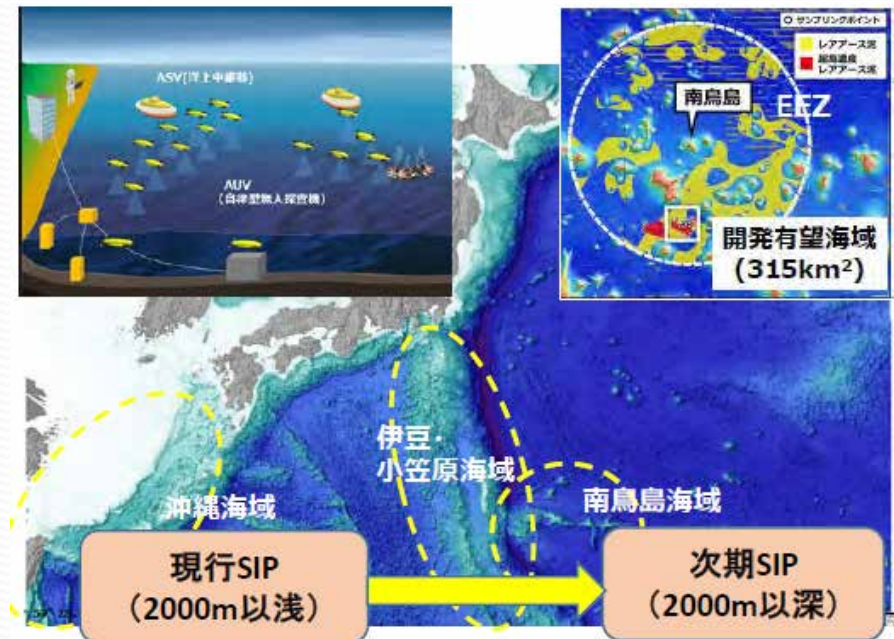 ASV(洋上中継器)
AUV
(自律型無人探査機)
サンプリングポイント
レアアース泥
超高濃度
レアアース泥
南鳥島
EEZ
開発有望海域
(315km²)
伊豆・
小笠原海域
沖縄海域
南鳥島海域
現行SIP
(2000m以浅)
次期SIP
(2000m以深)